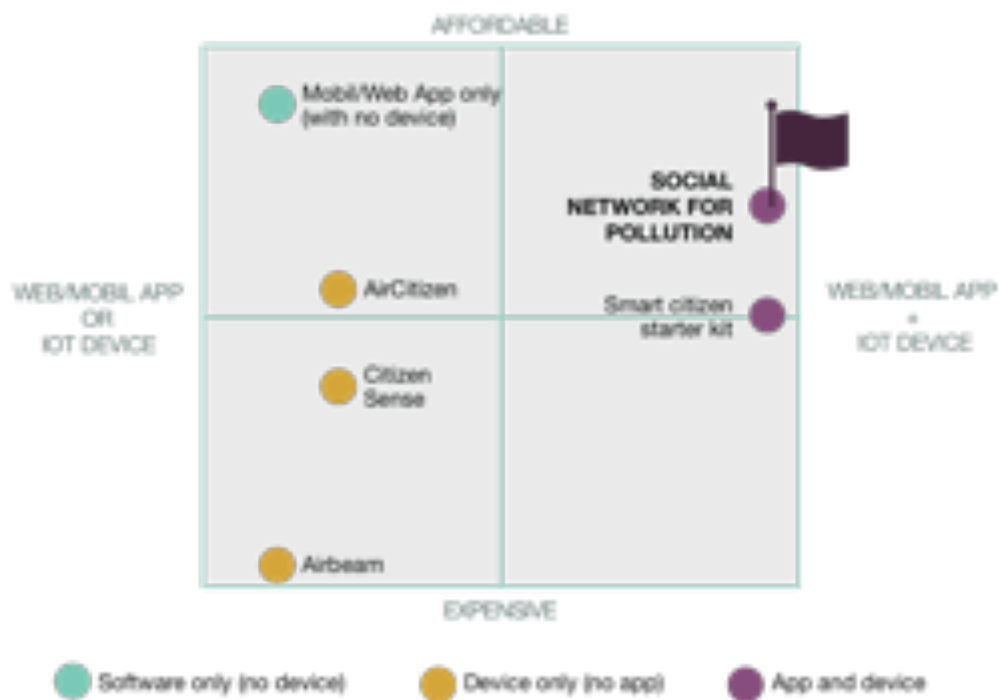 AFFORDABLE
Mobil/Web App only
(with no device)
SOCIAL
NETWORK FOR
POLLUTION
AirCitizen
WEB/MOBIL APP
OR
IOT DEVICE
Smart citizen
starter kit
WEB/MOBIL APP
+
IOT DEVICE
Citizen
Sense
Airbeam
EXPENSIVE
Software only (no device)
Device only (no app)
App and device